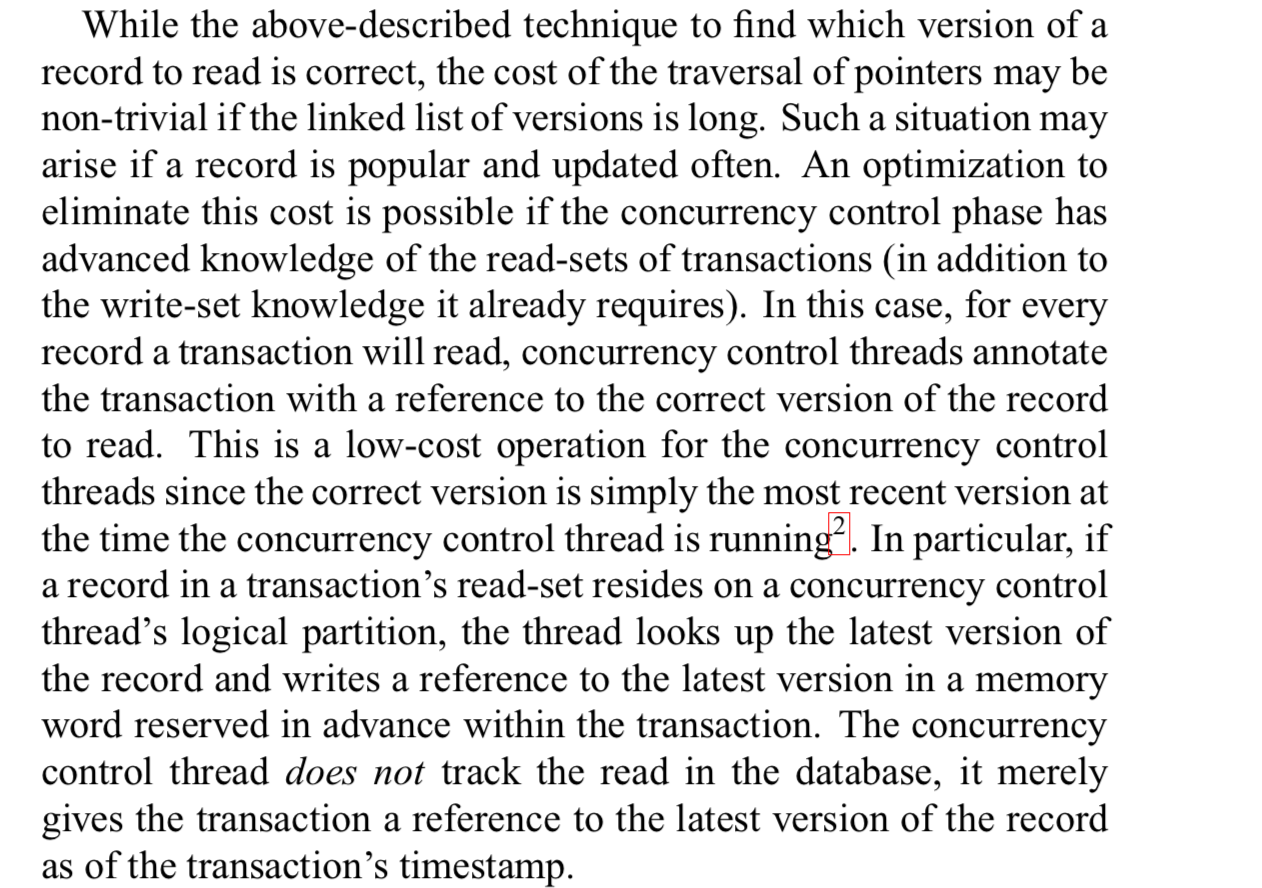 While the above-described technique to find which version of a
record to read is correct, the cost of the traversal of pointers may be
non-trivial if the linked list of versions is long. Such a situation may
arise if a record is popular and updated often. An optimization to
eliminate this cost is possible if the concurrency control phase has
advanced knowledge of the read-sets of transactions (in addition to
the write-set knowledge it already requires). In this case, for every
record a transaction will read, concurrency control threads annotate
the transaction with a reference to the correct version of the record
to read. This is a low-cost operation for the concurrency control
threads since the correct version is simply the most recent version at
the time the concurrency control thread is running2. In particular, if
a record in a transaction’s read-set resides on a concurrency control
thread’s logical partition, the thread looks up the latest version of
the record and writes a reference to the latest version in a memory
word reserved in advance within the transaction. The concurrency
control thread does not track the read in the database, it merely
gives the transaction a reference to the latest version of the record
as of the transaction’s timestamp.